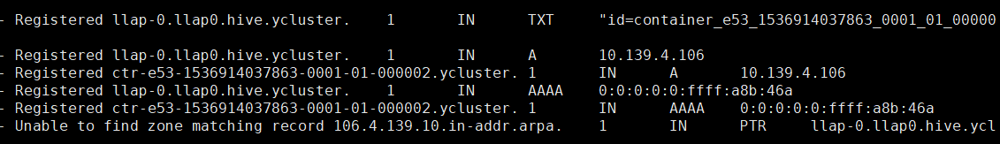 - Registered llap-0.llap0.hive.ycluster. 1 IN TXT "id=container_e53_1536914037863_0001_01_00000
- Registered llap-0.llap0.hive.ycluster. 1 IN A 10.139.4.106
- Registered ctr-e53-1536914037863-0001-01-000002.ycluster. 1 IN A 10.139.4.106
- Registered llap-0.llap0.hive.ycluster. 1 IN AAAA 0:0:0:0:0:ffff:a8b:46a
- Registered ctr-e53-1536914037863-0001-01-000002.ycluster. 1 IN AAAA 0:0:0:0:0:ffff:a8b:46a
- Unable to find zone matching record 106.4.139.10.in-addr.arpa. 1 IN PTR llap-0.llap0.hive.ycl